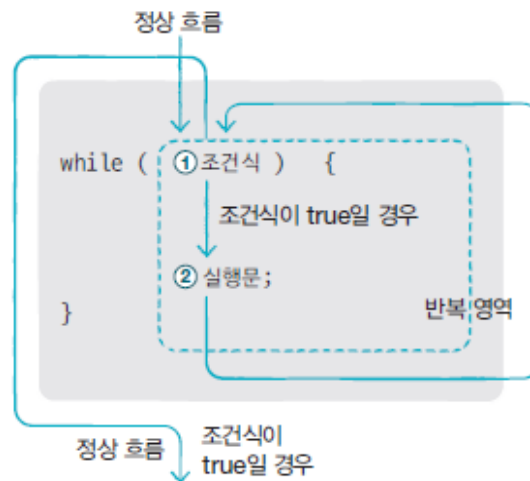 정상 흐름
while ( ① 조건식 ) {
조건식이 true일 경우
② 실행문;
}
반복 영역
정상 흐름
조건식이
true일 경우